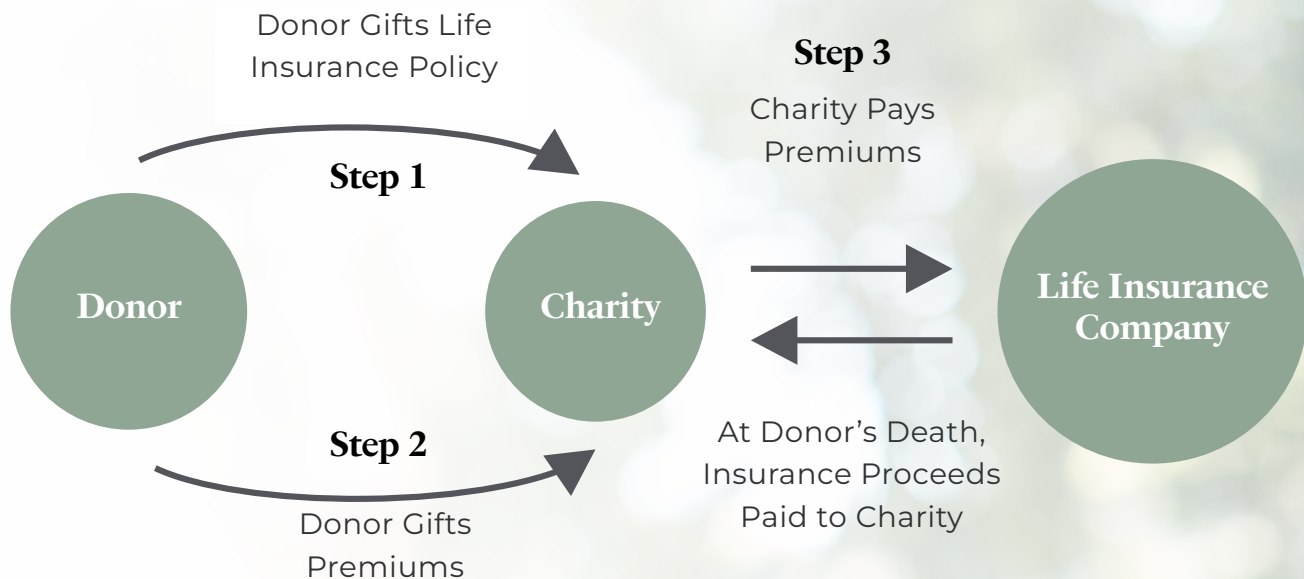 Donor Gifts Life
Insurance Policy
Step 1
Donor
Charity
Step 2
Donor Gifts
Premiums
Step 3
Charity Pays
Premiums
Life Insurance
Company
At Donor’s Death,
Insurance Proceeds
Paid to Charity